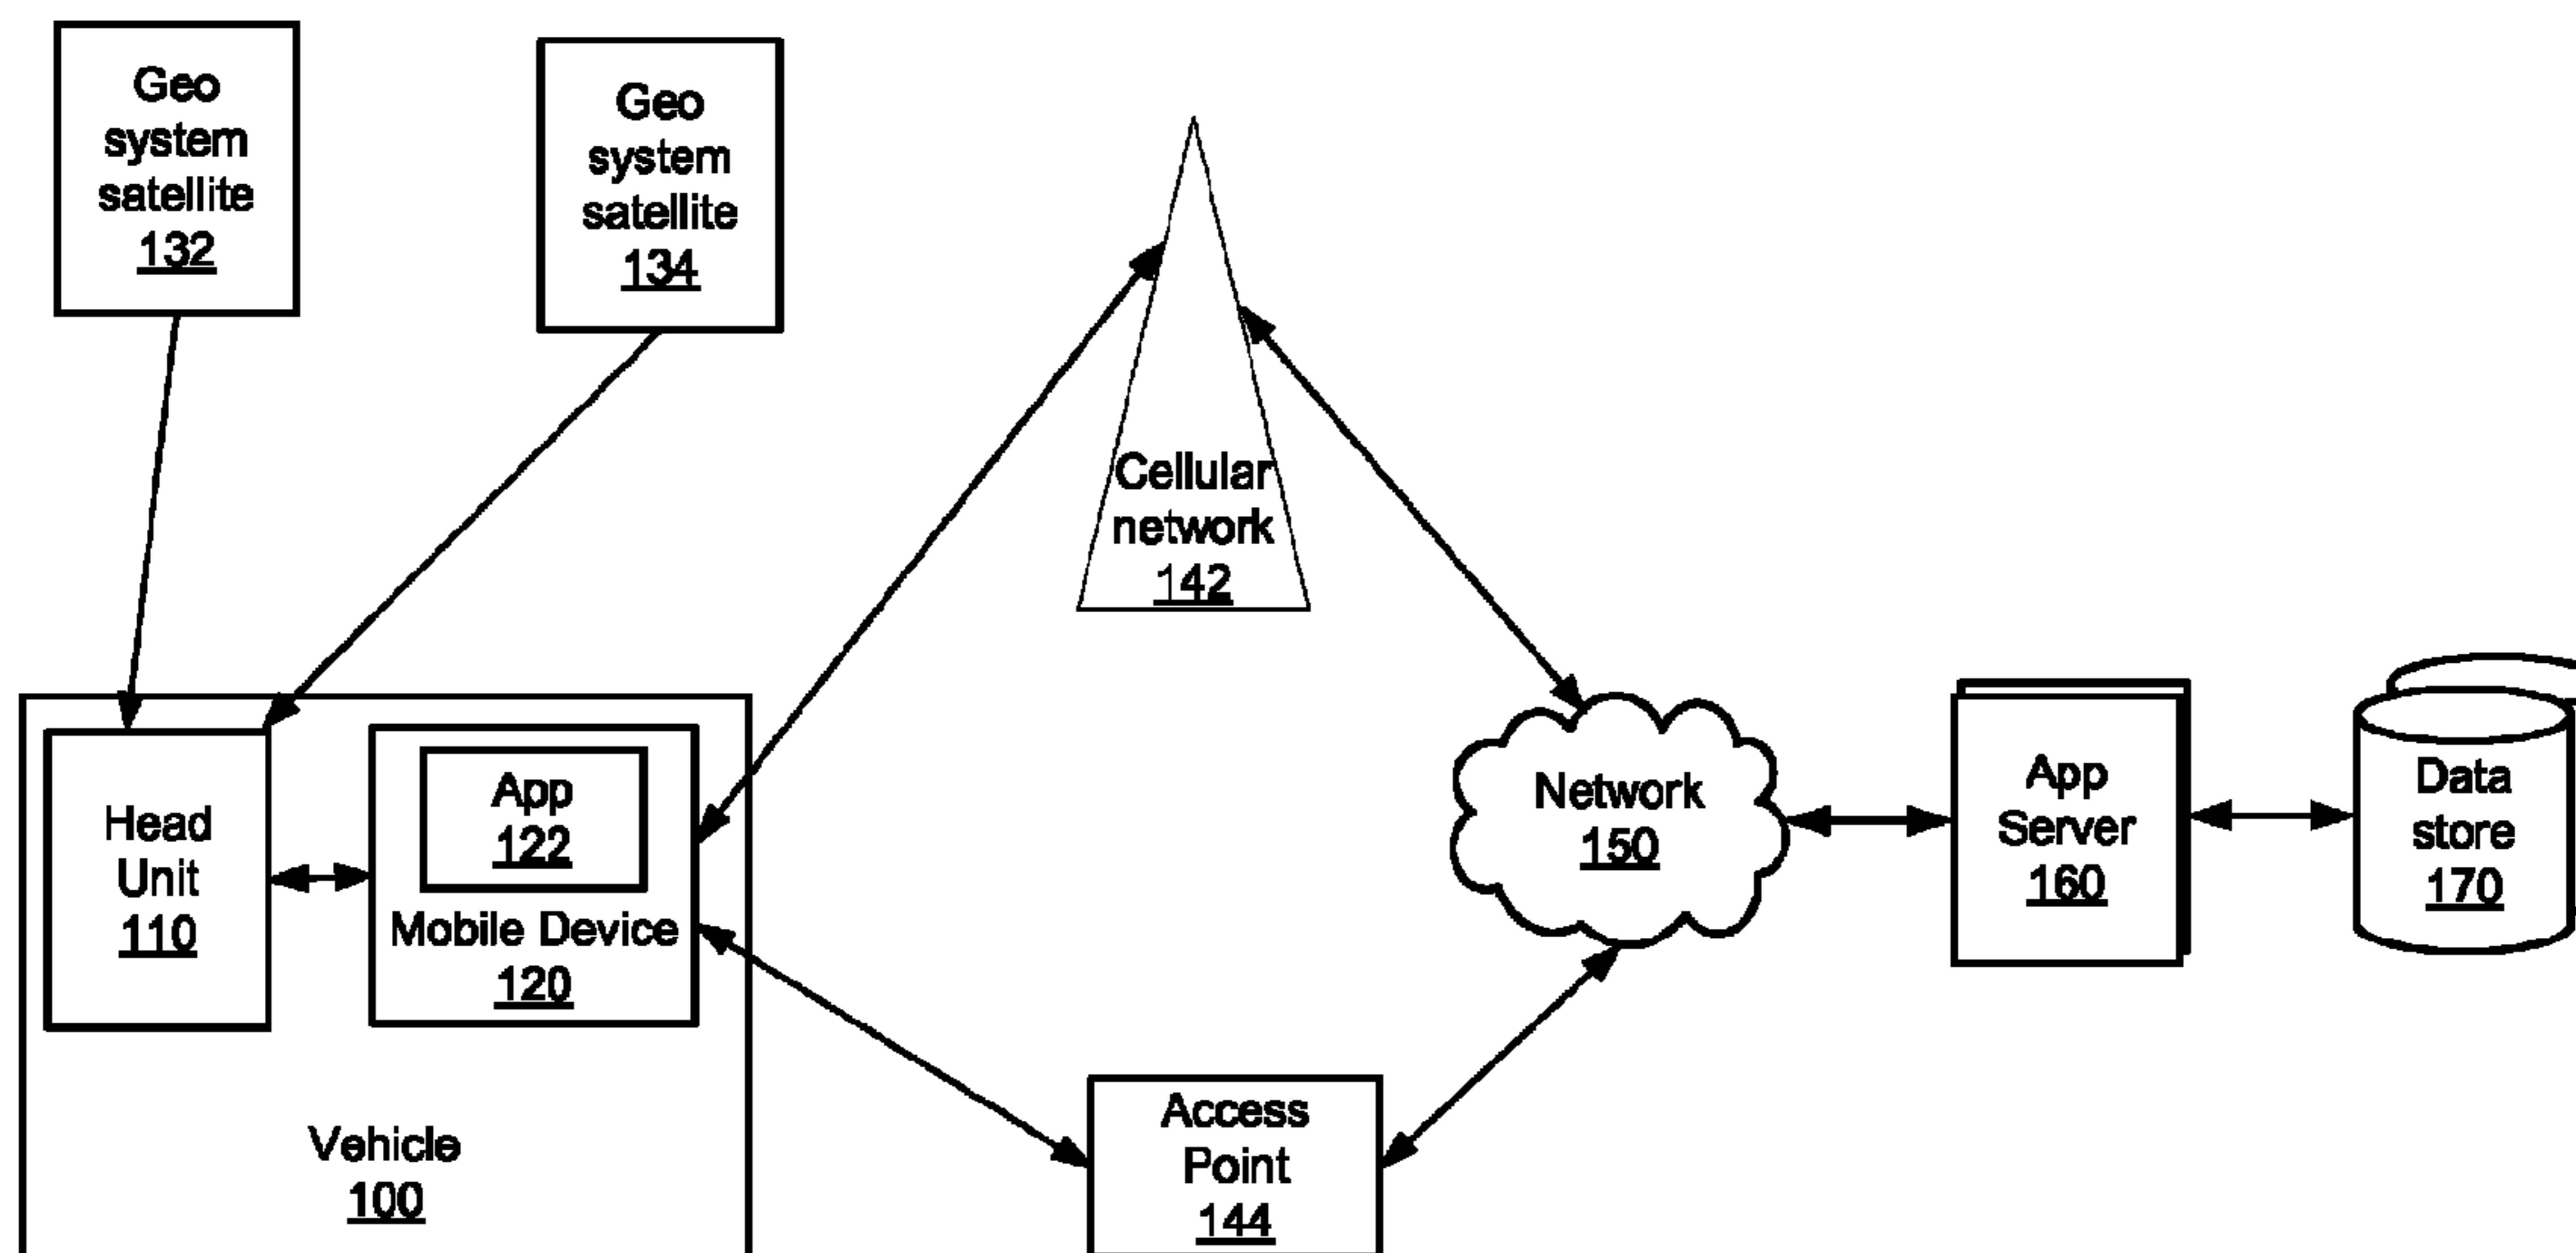 Geo
system
satellite
132
Geo
system
satellite
134
Cellular
network
142
Head
Unit
110
App
122
Mobile Device
120
Vehicle
100
Access
Point
144
Network
150
App
Server
160
Data
store
170